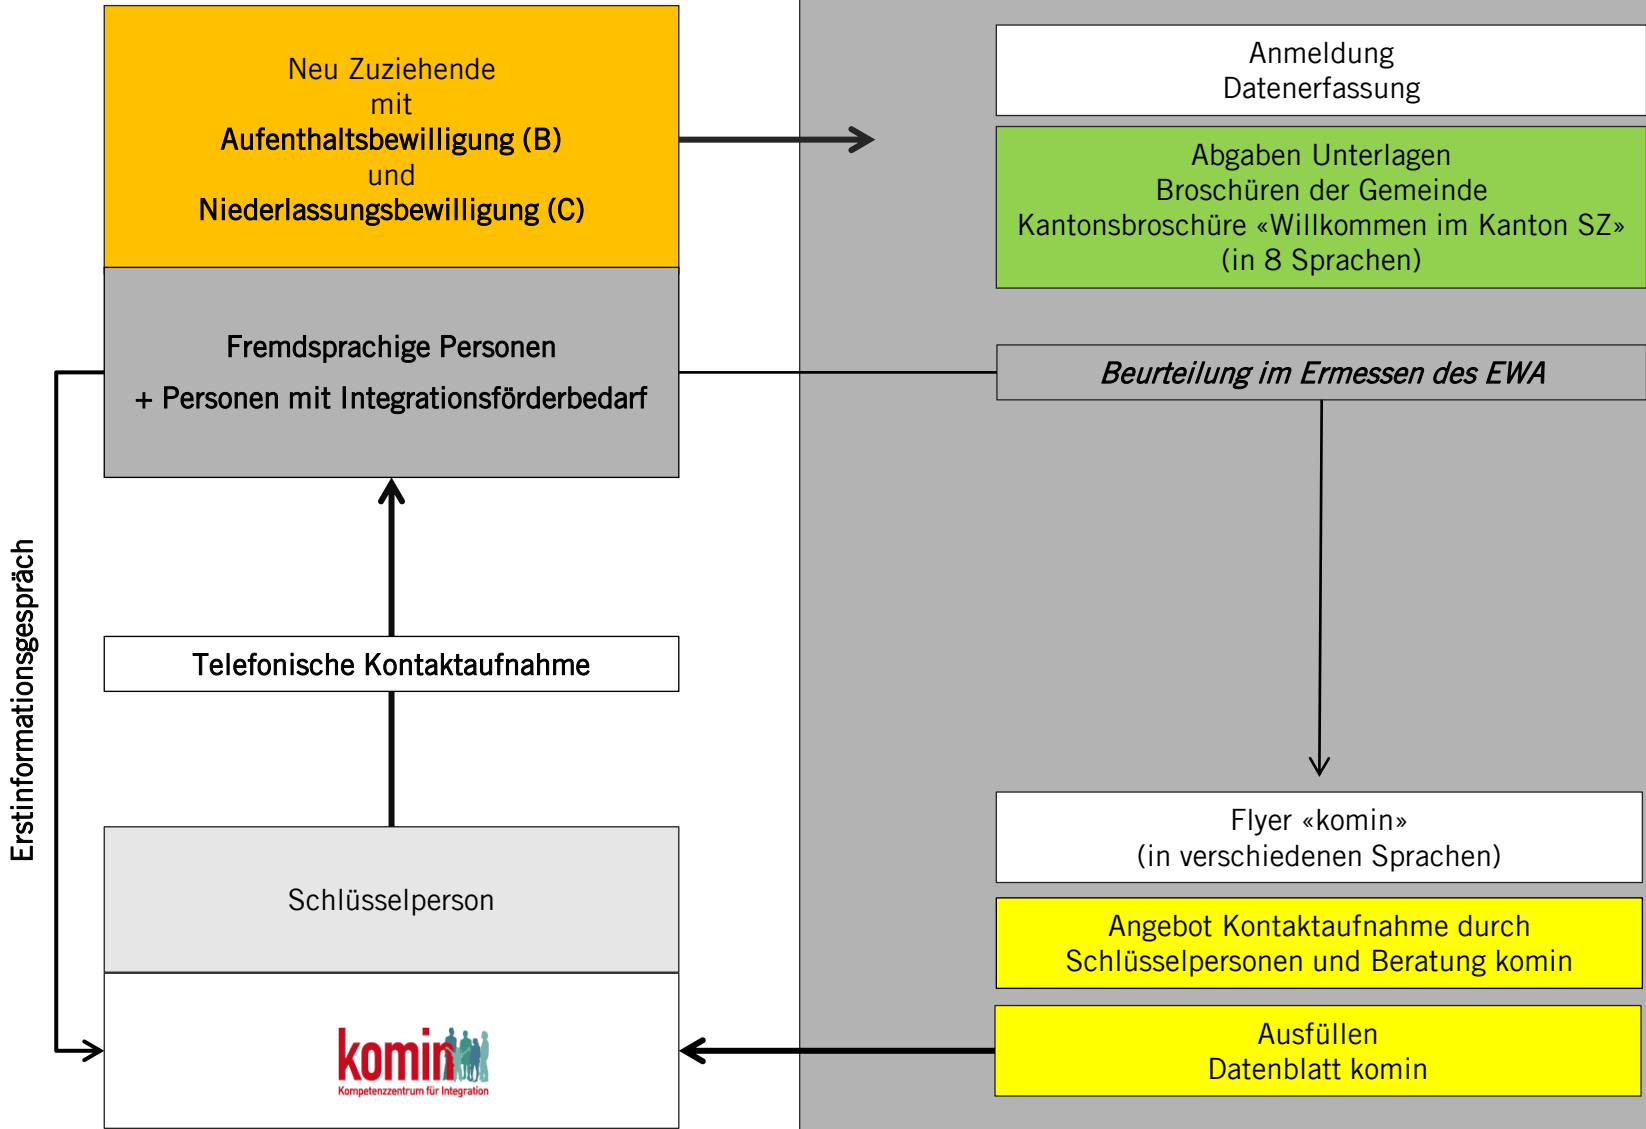 Neu Zuziehende
mit
Aufenthaltsbewilligung (B)
und
Niederlassungsbewilligung (C)
Anmeldung
Datenerfassung
Abgaben Unterlagen
Broschüren der Gemeinde
Kantonsbroschüre «Willkommen im Kanton SZ»
(in 8 Sprachen)
Fremdsprachige Personen
+ Personen mit Integrationsförderbedarf
Beurteilung im Ermessen des EWA
Erstinformationsgespräch
Telefonische Kontaktaufnahme
Schlüsselperson
Flyer «komin»
(in verschiedenen Sprachen)
Angebot Kontaktaufnahme durch
Schlüsselpersonen und Beratung komin
Ausfüllen
Datenblatt komin
komin
Kompetenzzentrum für Integration